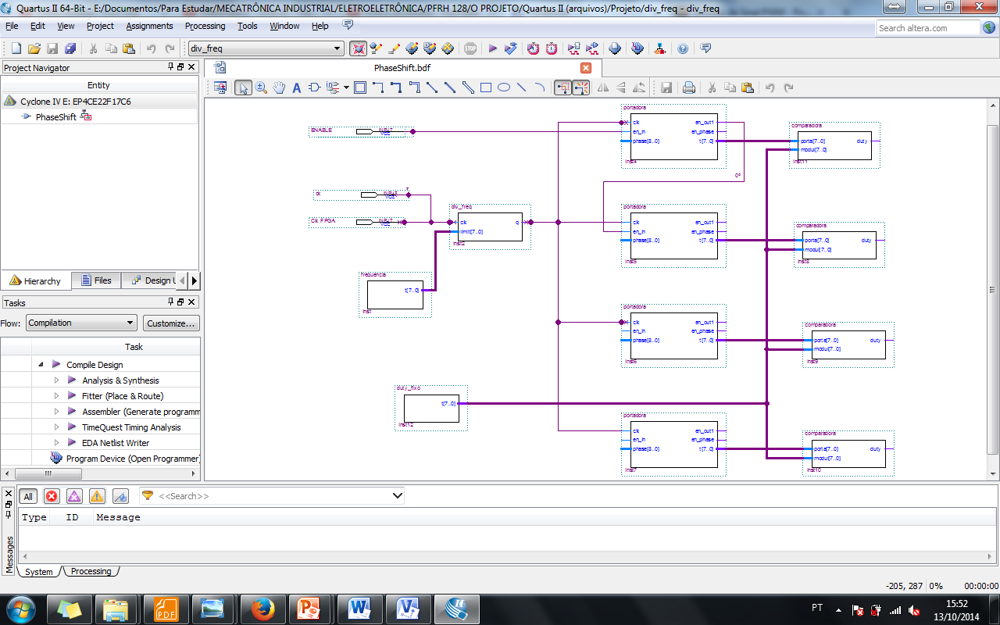 Quartus II 64-Bit - E:/Documentos/Para Estudar/MECATRÔNICA INDUSTRIAL/ELETROELETRÔNICA/PFRH 128/O PROJETO/Quartus II (arquivos)/Projeto/div_freq - div_freq
File Edit View Project Assignments Processing Tools Window Help
Search altera.com
div_freq
STOP
Project Navigator
Entity
Cyclone IV E: EP4CE22F17C6
PhaseShift
Hierarchy Files Design U
Tasks
Flow: Compilation Customize...
Task
Compile Design
Analysis & Synthesis
Fitter (Place & Route)
Assembler (Generate programm
TimeQuest Timing Analysis
EDA Netlist Writer
Program Device (Open Programmer)
PhaseShift.bdf
ENABLE INPUT VCC
clk INPUT VCC
Clk FPGA INPUT VCC
div_freq
clk q
limit[7..0]
inst2
frequencia
t[7..0]
inst
duty_fixo
t[7..0]
inst12
portadora
clk en_out1
en_in en_phase
phase[8..0] t[7..0]
inst4
0º
portadora
clk en_out1
en_in en_phase
phase[8..0] t[7..0]
inst5
portadora
clk en_out1
en_in en_phase
phase[8..0] t[7..0]
inst6
portadora
clk en_out1
en_in en_phase
phase[8..0] t[7..0]
inst7
comparadora
porta[7..0] duty
modul[7..0]
inst11
comparadora
porta[7..0] duty
modul[7..0]
inst8
comparadora
porta[7..0] duty
modul[7..0]
inst9
comparadora
porta[7..0] duty
modul[7..0]
inst10
Messages
All <<Search>>
Type ID Message
System Processing
-205, 287 0% 00:00:00
PDF
PT
15:52
13/10/2014